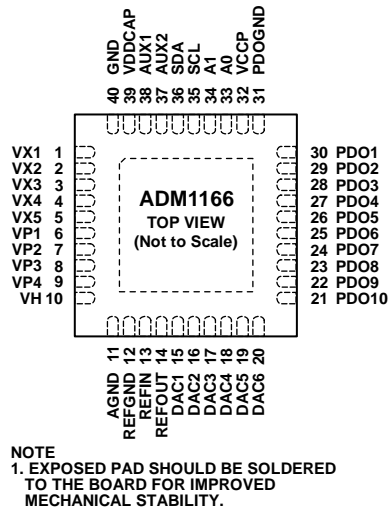 40 GND
39 VDDCAP
38 AUX1
37 AUX2
36 SDA
35 SCL
34 A1
33 A0
32 VCCP
31 PDOGND
VX1 1
VX2 2
VX3 3
VX4 4
VX5 5
VP1 6
VP2 7
VP3 8
VP4 9
VH 10
ADM1166
TOP VIEW
(Not to Scale)
30 PDO1
29 PDO2
28 PDO3
27 PDO4
26 PDO5
25 PDO6
24 PDO7
23 PDO8
22 PDO9
21 PDO10
AGND 11
REFGND 12
REFIN 13
REFOUT 14
DAC1 15
DAC2 16
DAC3 17
DAC4 18
DAC5 19
DAC6 20
NOTE
1. EXPOSED PAD SHOULD BE SOLDERED
TO THE BOARD FOR IMPROVED
MECHANICAL STABILITY.